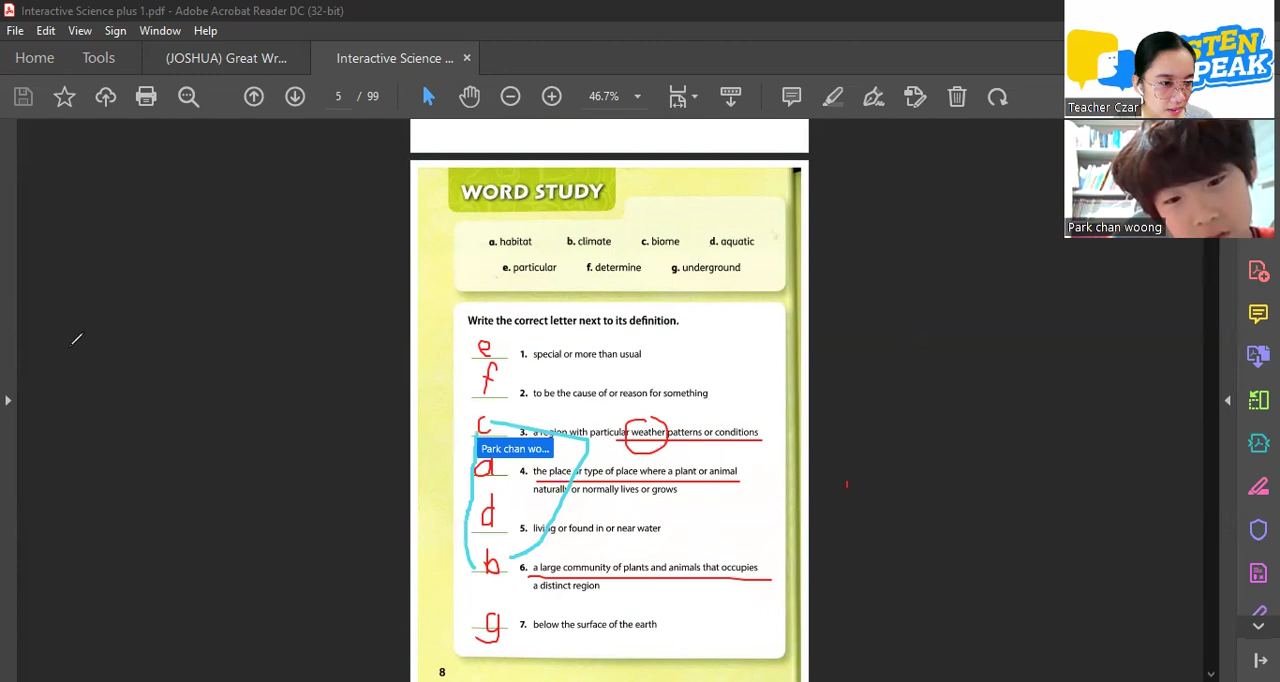 Interactive Science plus 1.pdf - Adobe Acrobat Reader DC (32-bit)
File Edit View Sign Window Help
Home Tools (JOSHUA) Great Wr... Interactive Science ... ×
5 / 99 46.7%
STEN
PEAK
Teacher Czar
Park chan woong
WORD STUDY
a. habitat b. climate c. biome d. aquatic
e. particular f. determine g. underground
Write the correct letter next to its definition.
e 1. special or more than usual
f 2. to be the cause of or reason for something
c 3. a region with particular weather patterns or conditions
Park chan wo...
a 4. the place or type of place where a plant or animal
naturally or normally lives or grows
d 5. living or found in or near water
b 6. a large community of plants and animals that occupies
a distinct region
g 7. below the surface of the earth
8